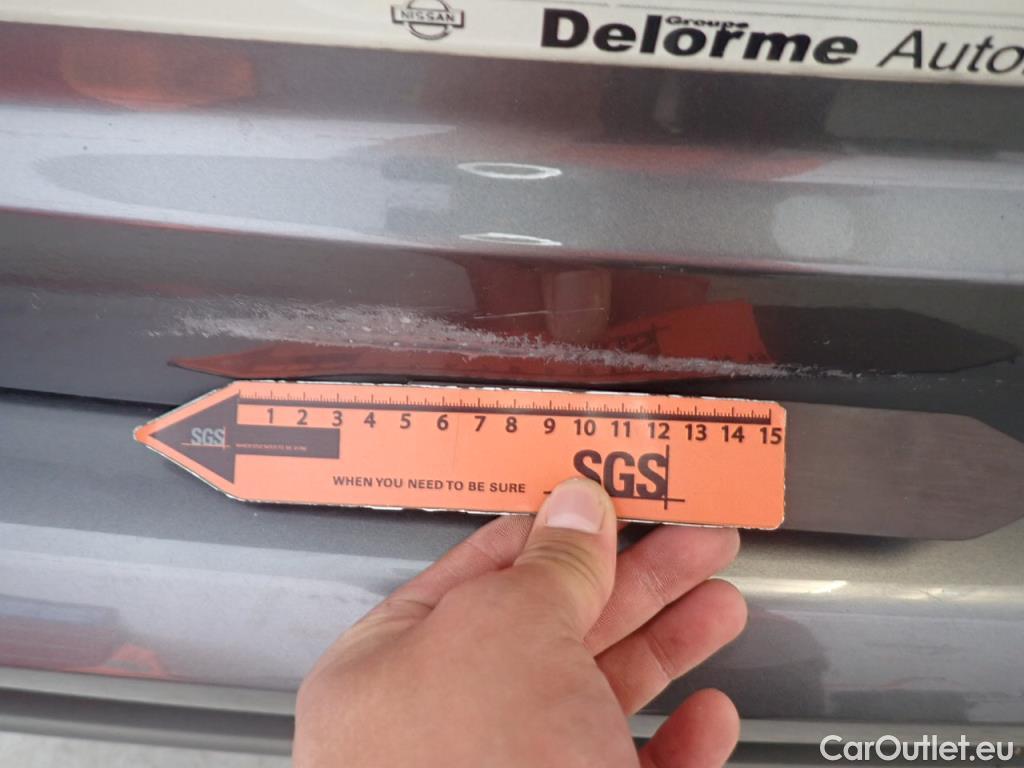 NISSAN
Groupe
Delorme Auto
1 2 3 4 5 6 7 8 9 10 11 12 13 14 15
SGS
WHEN YOU NEED TO BE SURE
SGS
CarOutlet.eu